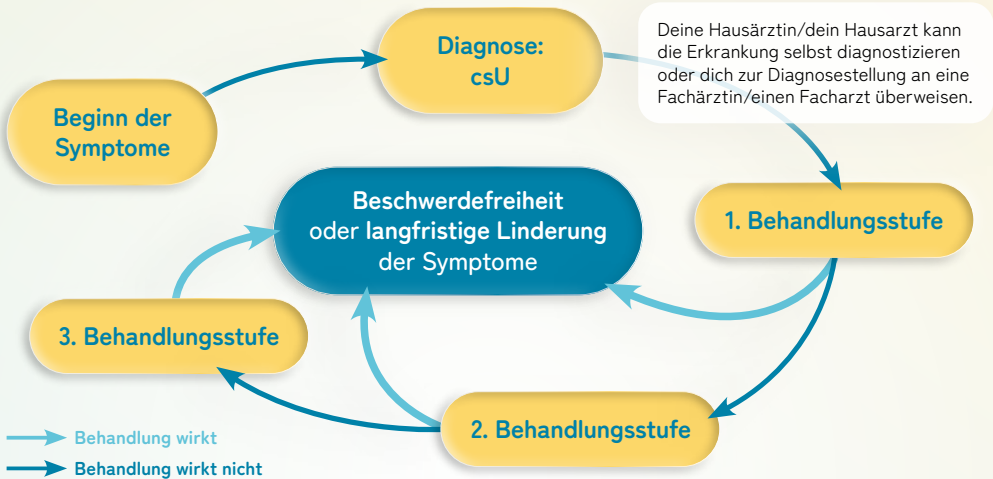 Diagnose:
csU
Deine Hausärztin/dein Hausarzt kann
die Erkrankung selbst diagnostizieren
oder dich zur Diagnosestellung an eine
Fachärztin/einen Facharzt überweisen.
Beginn der
Symptome
Beschwerdefreiheit
oder langfristige Linderung
der Symptome
1. Behandlungsstufe
3. Behandlungsstufe
2. Behandlungsstufe
Behandlung wirkt
Behandlung wirkt nicht